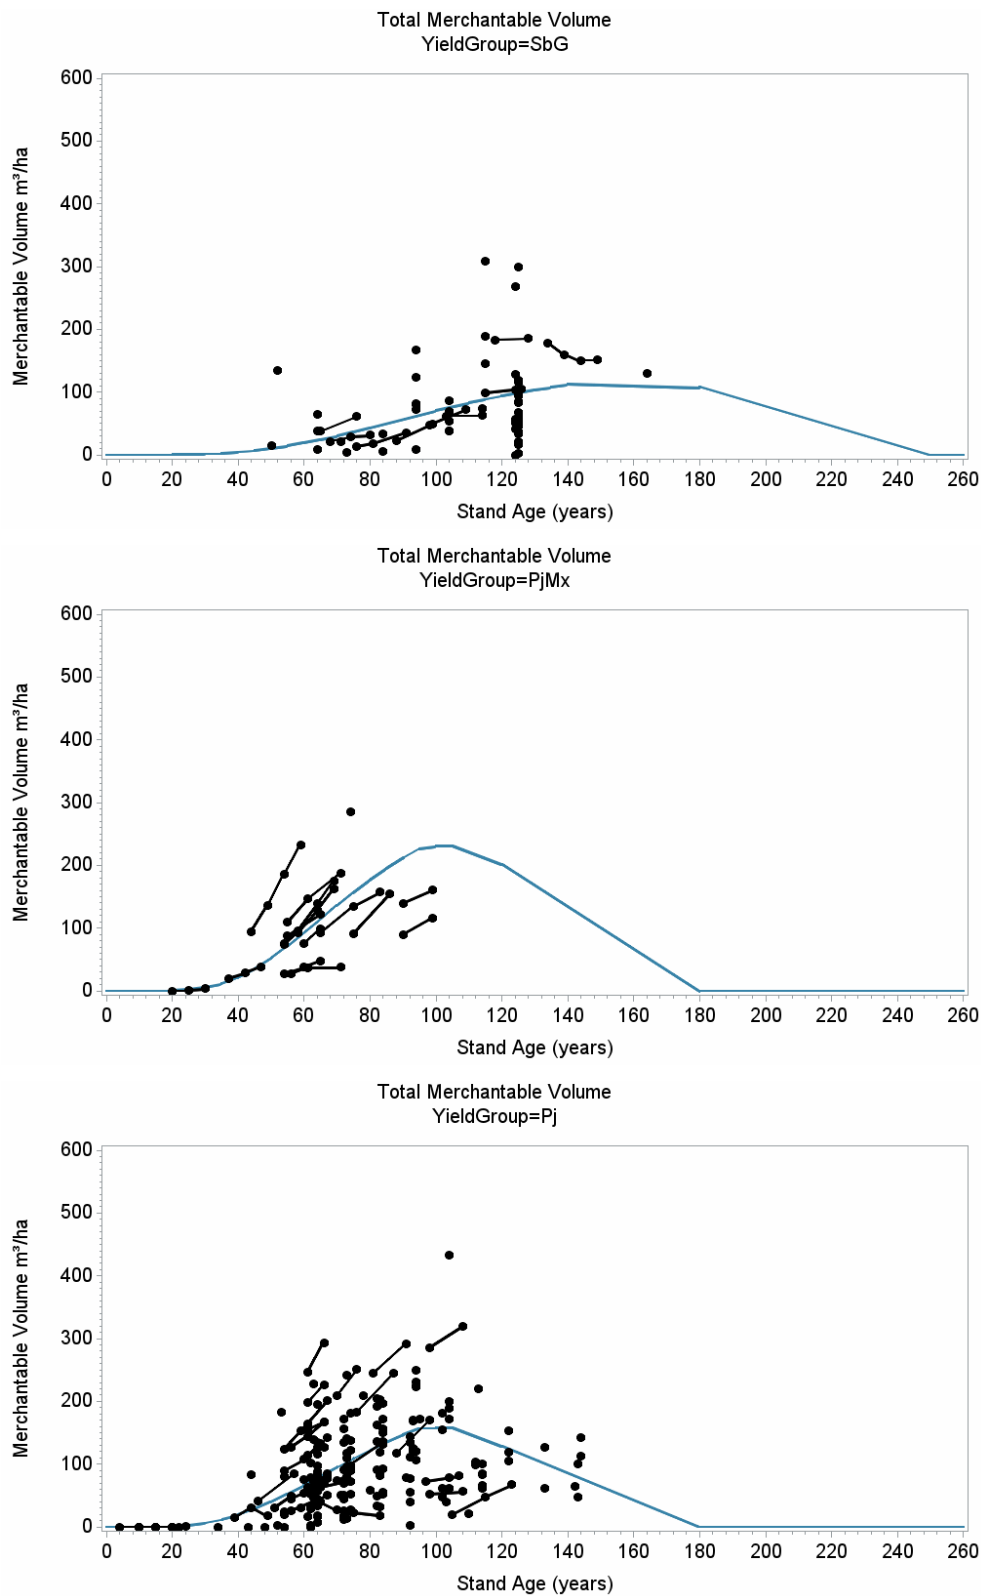 Total Merchantable Volume
YieldGroup=SbG
Merchantable Volume m³/ha
600
500
400
300
200
100
0
0 20 40 60 80 100 120 140 160 180 200 220 240 260
Stand Age (years)
Total Merchantable Volume
YieldGroup=PjMx
Merchantable Volume m³/ha
600
500
400
300
200
100
0
0 20 40 60 80 100 120 140 160 180 200 220 240 260
Stand Age (years)
Total Merchantable Volume
YieldGroup=Pj
Merchantable Volume m³/ha
600
500
400
300
200
100
0
0 20 40 60 80 100 120 140 160 180 200 220 240 260
Stand Age (years)